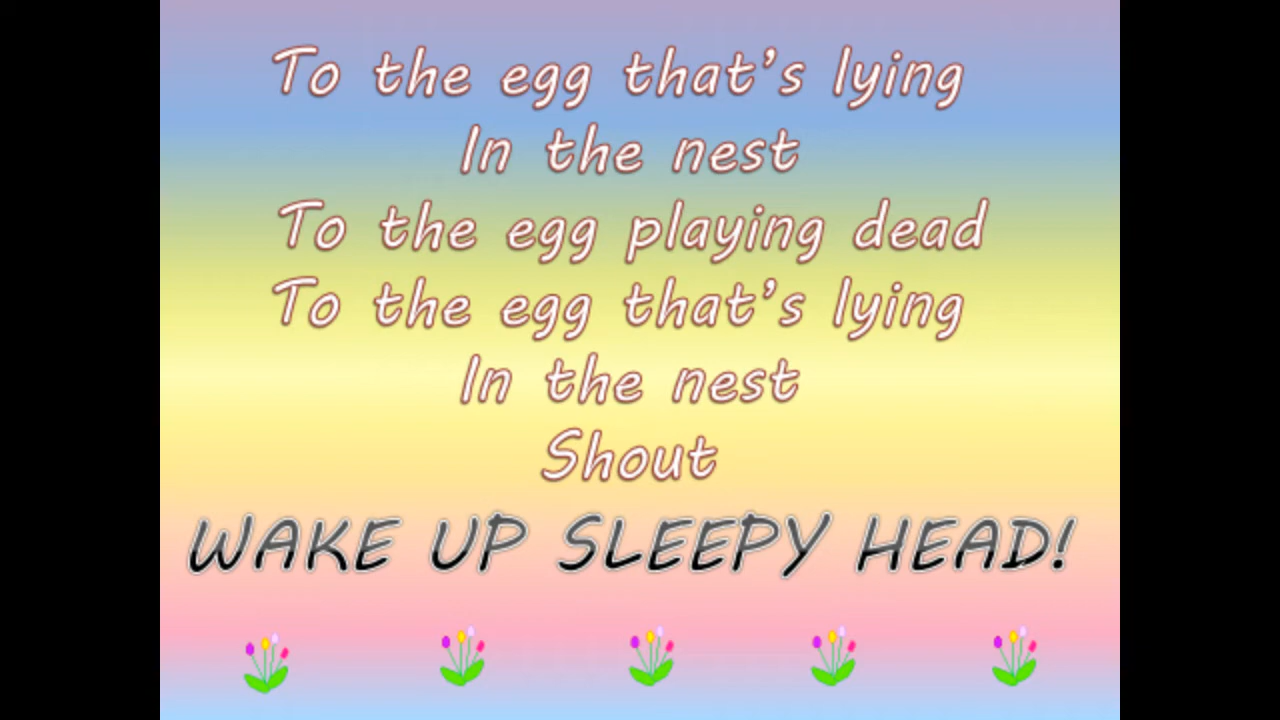 To the egg that's lying
In the nest
To the egg playing dead
To the egg that's lying
In the nest
Shout
WAKE UP SLEEPY HEAD!